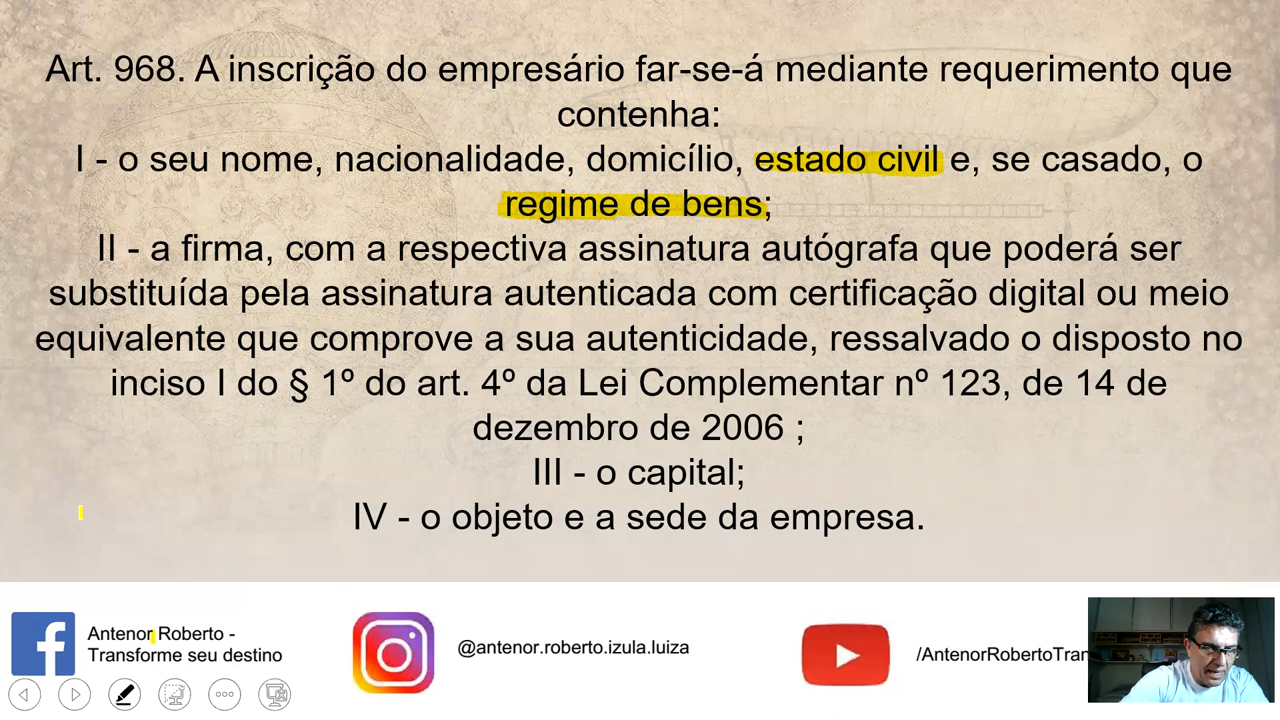 Art. 968. A inscrição do empresário far-se-á mediante requerimento que
contenha:
I - o seu nome, nacionalidade, domicílio, estado civil e, se casado, o
regime de bens;
II - a firma, com a respectiva assinatura autógrafa que poderá ser
substituída pela assinatura autenticada com certificação digital ou meio
equivalente que comprove a sua autenticidade, ressalvado o disposto no
inciso I do § 1º do art. 4º da Lei Complementar nº 123, de 14 de
dezembro de 2006 ;
III - o capital;
IV - o objeto e a sede da empresa.
Antenor Roberto -
Transforme seu destino
@antenor.roberto.izula.luiza
/AntenorRobertoTran